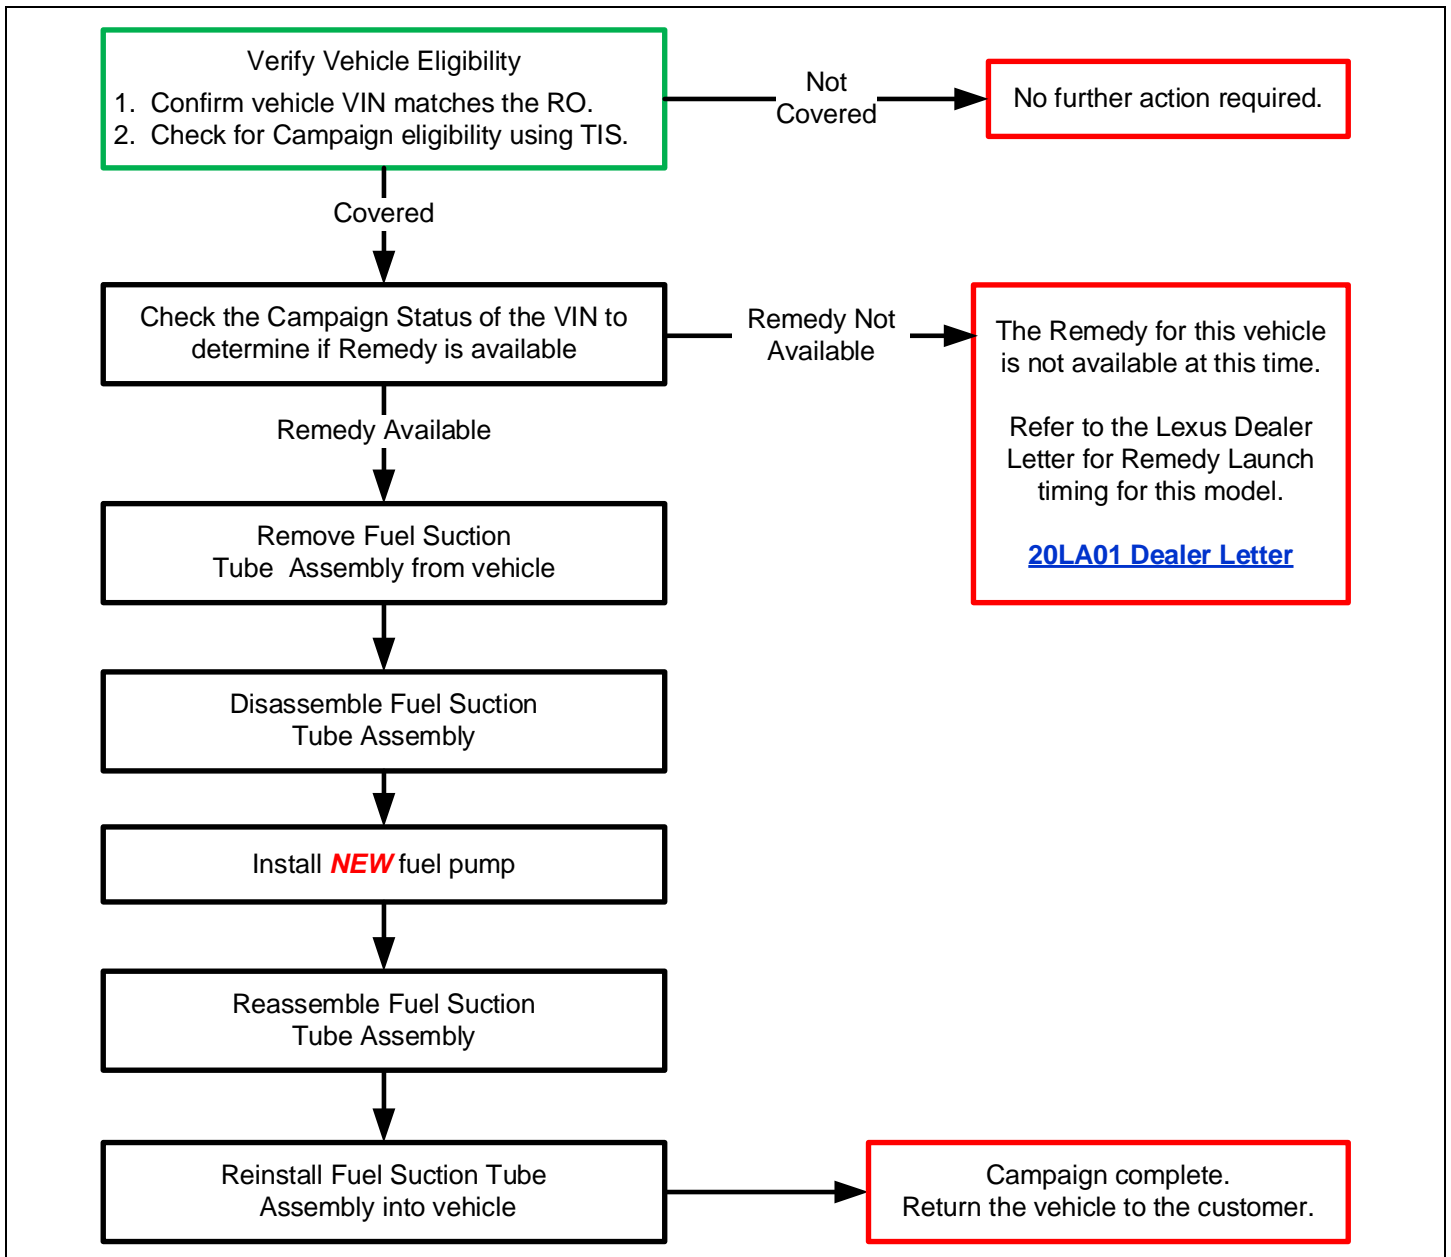 Verify Vehicle Eligibility
1. Confirm vehicle VIN matches the RO.
2. Check for Campaign eligibility using TIS.
Not
Covered
No further action required.
Covered
Check the Campaign Status of the VIN to
determine if Remedy is available
Remedy Not
Available
The Remedy for this vehicle
is not available at this time.
Refer to the Lexus Dealer
Letter for Remedy Launch
timing for this model.
20LA01 Dealer Letter
Remedy Available
Remove Fuel Suction
Tube Assembly from vehicle
Disassemble Fuel Suction
Tube Assembly
Install NEW fuel pump
Reassemble Fuel Suction
Tube Assembly
Reinstall Fuel Suction Tube
Assembly into vehicle
Campaign complete.
Return the vehicle to the customer.